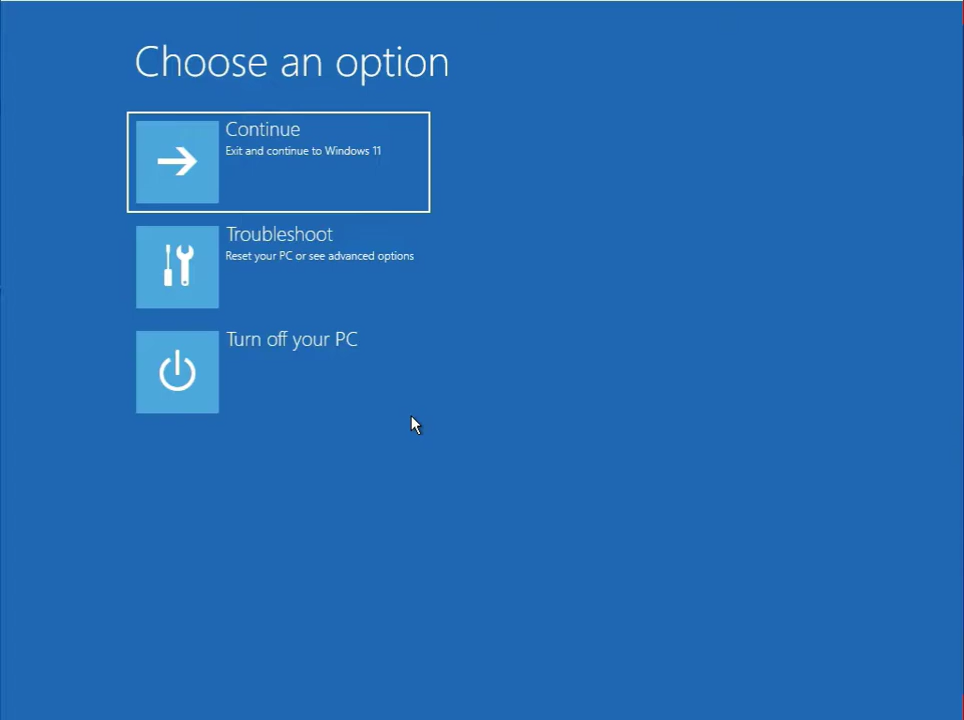 Choose an option
Continue
Exit and continue to Windows 11
Troubleshoot
Reset your PC or see advanced options
Turn off your PC